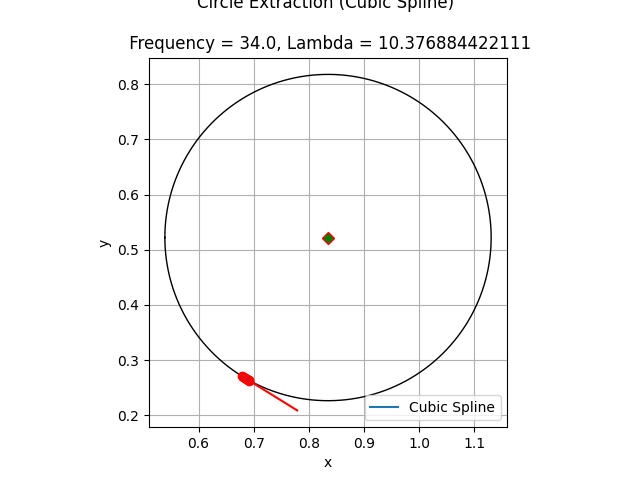 Circle Extraction (Cubic Spline)
Frequency = 34.0, Lambda = 10.376884422111
0.8
0.7
0.6
0.5
0.4
0.3
0.2
y
Cubic Spline
0.6 0.7 0.8 0.9 1.0 1.1
x